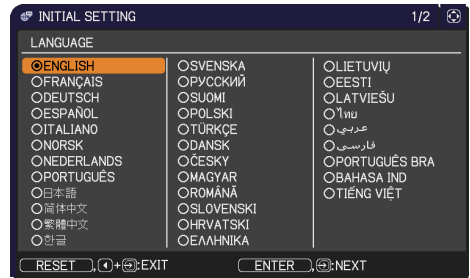 INITIAL SETTING 1/2
LANGUAGE
ENGLISH
FRANÇAIS
DEUTSCH
ESPAÑOL
ITALIANO
NORSK
NEDERLANDS
PORTUGUÊS
日本語
简体中文
繁體中文
한글
SVENSKA
РУССКИЙ
SUOMI
POLSKI
TÜRKÇE
DANSK
ČESKY
MAGYAR
ROMÂNĂ
SLOVENSKI
HRVATSKI
ΕΛΛΗΝΙΚΑ
LIETUVIŲ
EESTI
LATVIEŠU
ไทย
عربي
فارسی
PORTUGUÊS BRA
BAHASA IND
TIẾNG VIỆT
RESET ,+:EXIT ENTER ,:NEXT